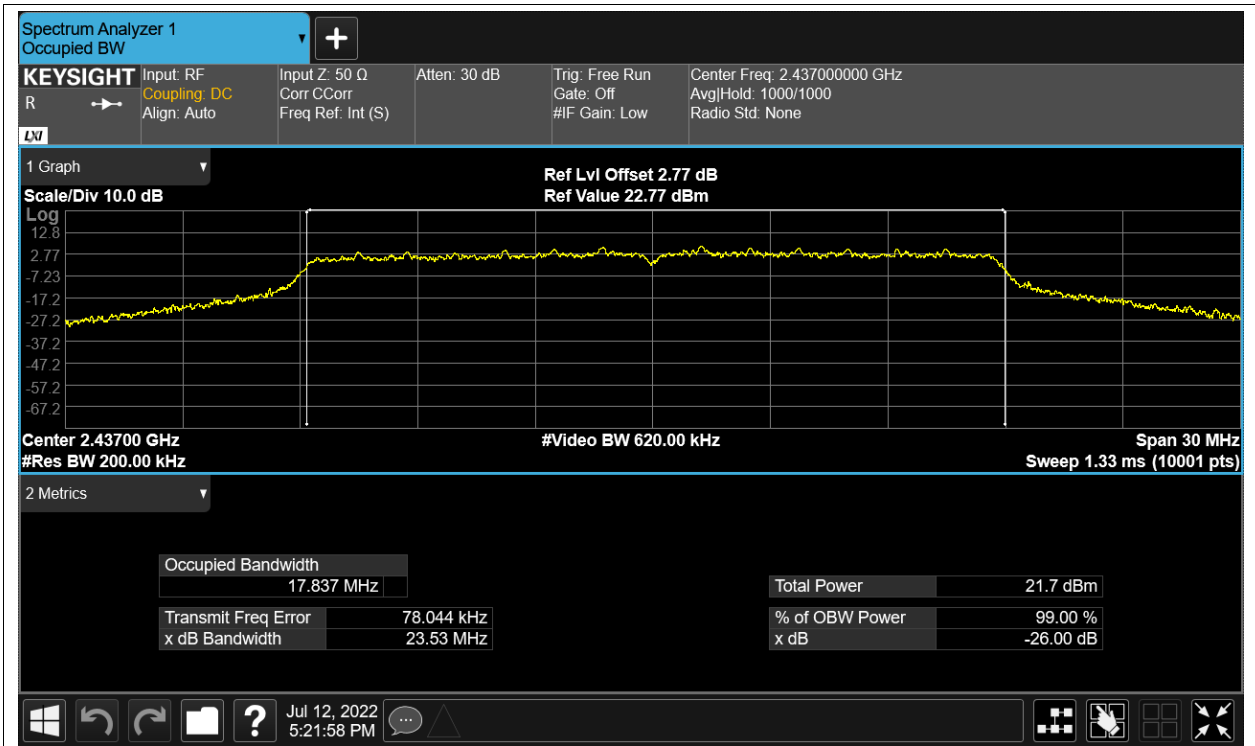 Spectrum Analyzer 1
Occupied BW
KEYSIGHT
R
LXI
Input: RF
Coupling: DC
Align: Auto
Input Z: 50 Ω
Corr CCorr
Freq Ref: Int (S)
Atten: 30 dB
Trig: Free Run
Gate: Off
#IF Gain: Low
Center Freq: 2.437000000 GHz
Avg|Hold: 1000/1000
Radio Std: None
1 Graph
Scale/Div 10.0 dB
Ref Lvl Offset 2.77 dB
Ref Value 22.77 dBm
Log
12.8
2.77
-7.23
-17.2
-27.2
-37.2
-47.2
-57.2
-67.2
Center 2.43700 GHz
#Res BW 200.00 kHz
#Video BW 620.00 kHz
Span 30 MHz
Sweep 1.33 ms (10001 pts)
2 Metrics
Occupied Bandwidth
17.837 MHz
Transmit Freq Error 78.044 kHz
x dB Bandwidth 23.53 MHz
Total Power 21.7 dBm
% of OBW Power 99.00 %
x dB -26.00 dB
?
Jul 12, 2022
5:21:58 PM